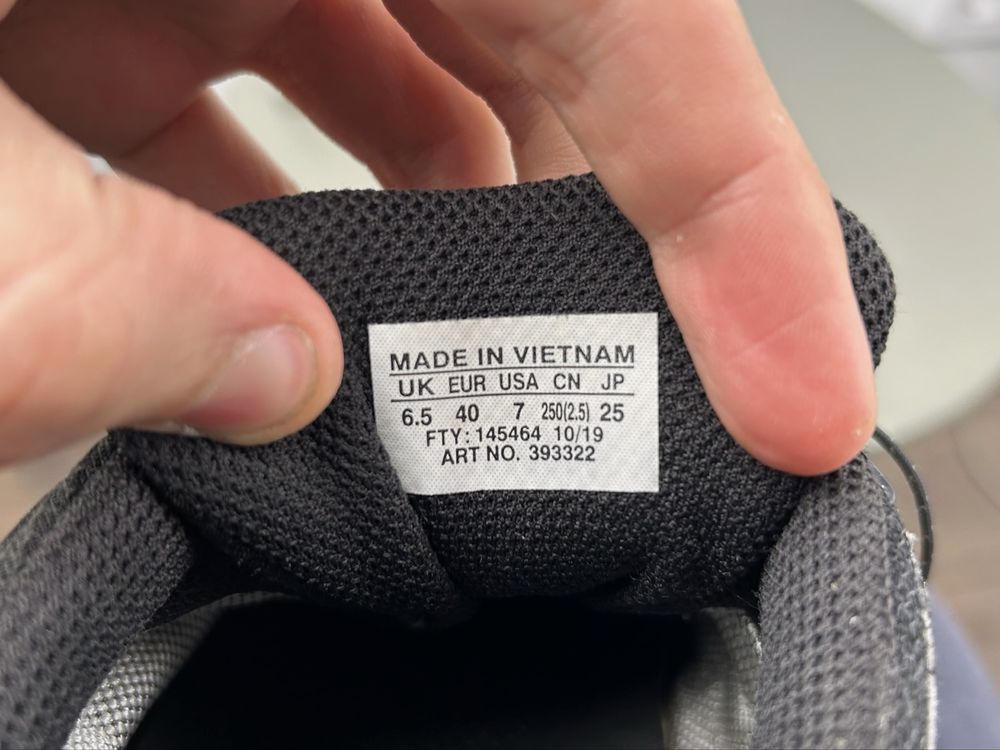 MADE IN VIETNAM
UK EUR USA CN JP
6.5 40 7 250(2.5) 25
FTY: 145464 10/19
ART NO. 393322